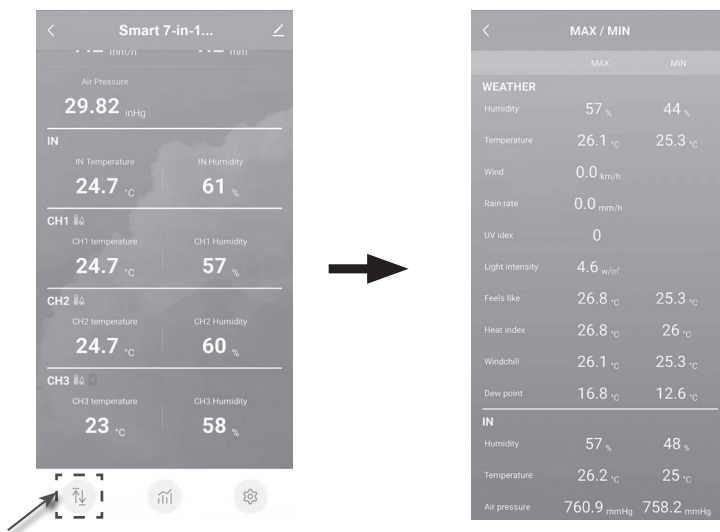 Smart 7-in-1...
mm/h mm
Air Pressure
29.82 inHg
IN
IN Temperature IN Humidity
24.7 °C 61 %
CH1
CH1 temperature CH1 Humidity
24.7 °C 57 %
CH2
CH2 temperature CH2 Humidity
24.7 °C 60 %
CH3
CH3 temperature CH3 Humidity
23 °C 58 %
MAX / MIN
MAX MIN
WEATHER
Humidity 57 % 44 %
Temperature 26.1 °C 25.3 °C
Wind 0.0 km/h
Rain rate 0.0 mm/h
UV idex 0
Light intensity 4.6 w/㎡
Feels like 26.8 °C 25.3 °C
Heat index 26.8 °C 26 °C
Windchill 26.1 °C 25.3 °C
Dew point 16.8 °C 12.6 °C
IN
Humidity 57 % 48 %
Temperature 26.2 °C 25 °C
Air pressure 760.9 mmHg 758.2 mmHg